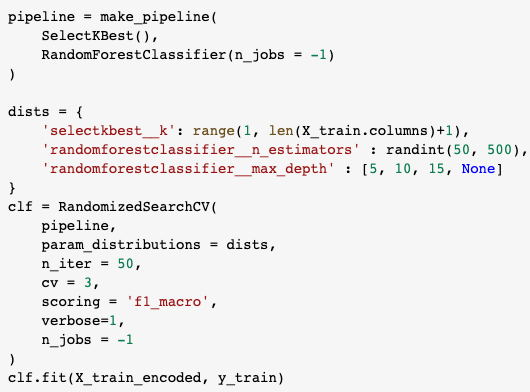 pipeline = make_pipeline(
    SelectKBest(),
    RandomForestClassifier(n_jobs = -1)
)

dists = {
    'selectkbest__k': range(1, len(X_train.columns)+1),
    'randomforestclassifier__n_estimators' : randint(50, 500),
    'randomforestclassifier__max_depth' : [5, 10, 15, None]
}
clf = RandomizedSearchCV(
    pipeline,
    param_distributions = dists,
    n_iter = 50,
    cv = 3,
    scoring = 'f1_macro',
    verbose=1,
    n_jobs = -1
)
clf.fit(X_train_encoded, y_train)